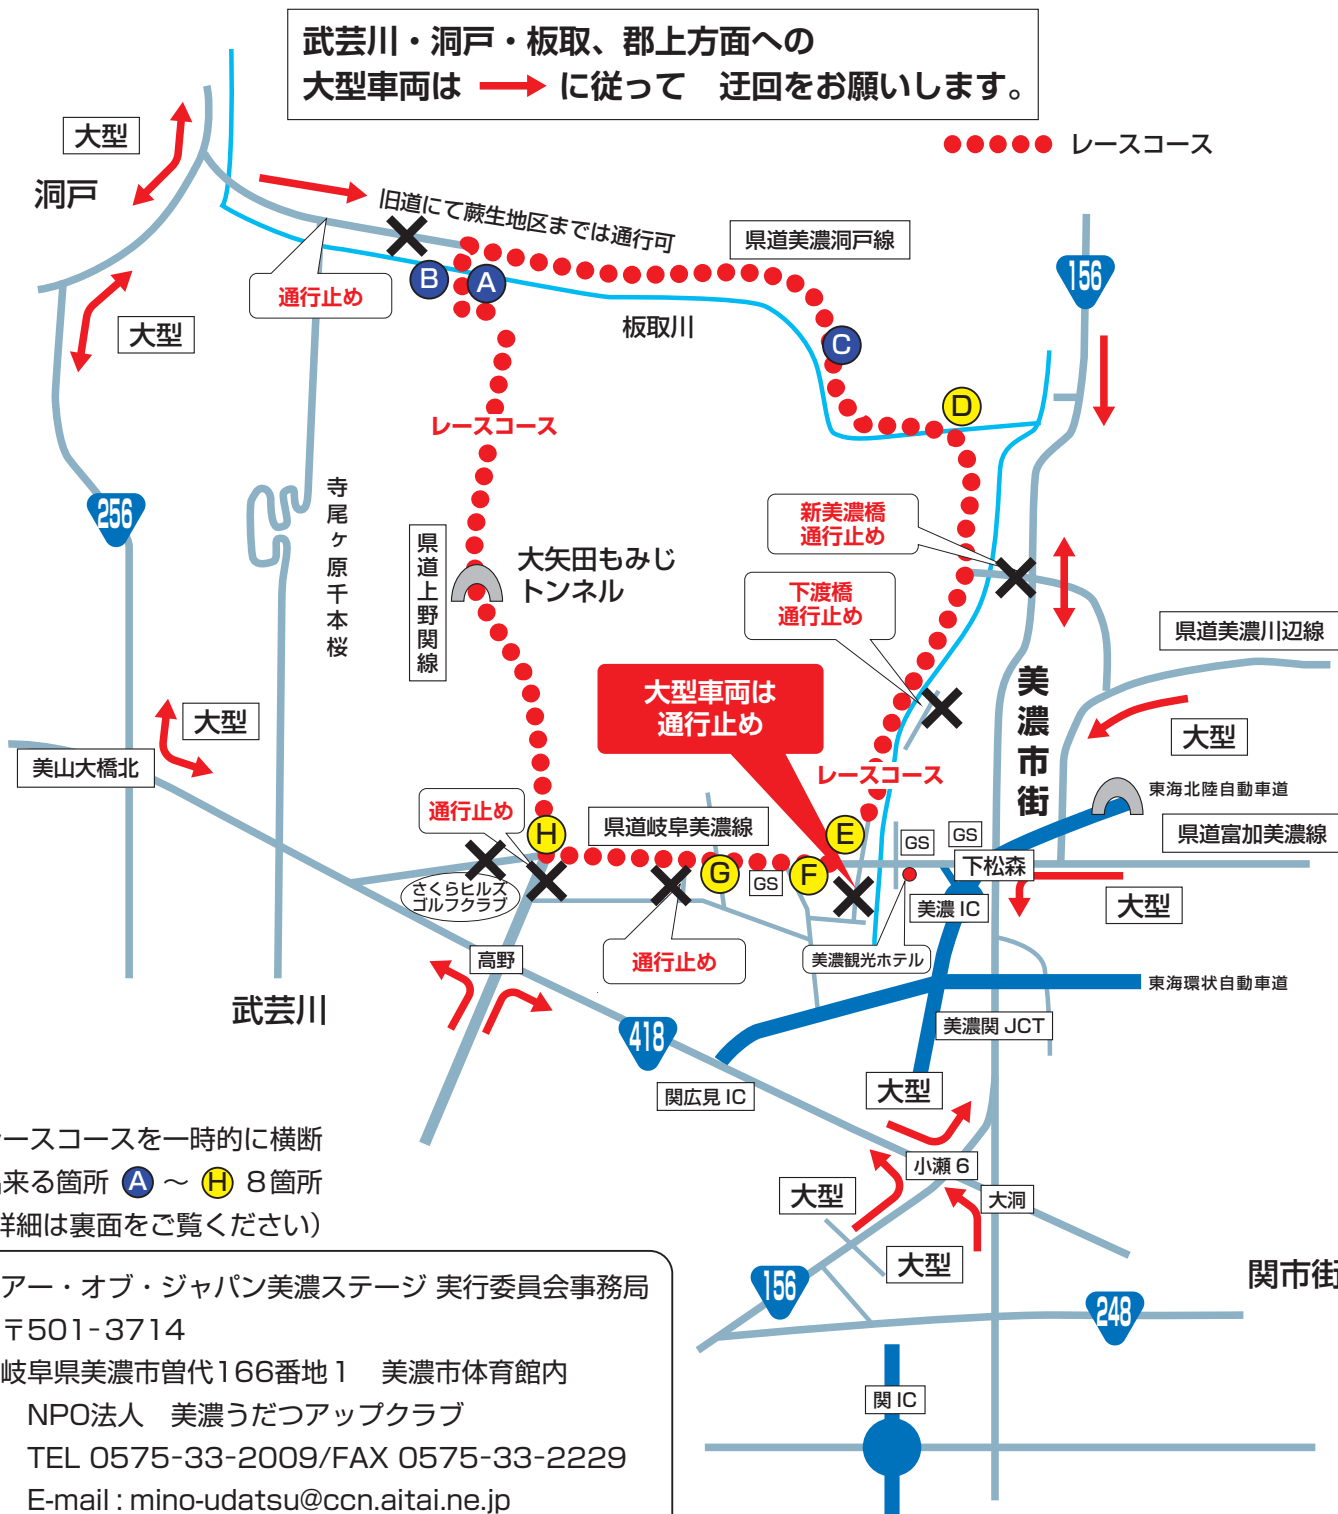 武芸川・洞戸・板取、郡上方面への
大型車両は → に従って 迂回をお願いします。
レースコース
大型
洞戸
旧道にて蕨生地区までは通行可
県道美濃洞戸線
通行止め
B
A
156
大型
板取川
C
D
レースコース
256
寺尾ヶ原千本桜
新美濃橋
通行止め
県道上野関線
大矢田もみじ
トンネル
下渡橋
通行止め
県道美濃川辺線
大型車両は
通行止め
美濃市街
大型
大型
美山大橋北
レースコース
東海北陸自動車道
通行止め
H
県道岐阜美濃線
E
GS
GS
県道富加美濃線
下松森
G
GS
F
さくらヒルズ
ゴルフクラブ
美濃 IC
大型
高野
通行止め
美濃観光ホテル
東海環状自動車道
武芸川
418
美濃関 JCT
関広見 IC
大型
ースコースを一時的に横断
来る箇所 A ～ H 8箇所
詳細は裏面をご覧ください）
小瀬 6
大型
大洞
大型
関市街
156
248
アー・オブ・ジャパン美濃ステージ 実行委員会事務局
〒501-3714
岐阜県美濃市曽代166番地1 美濃市体育館内
NPO法人 美濃うだつアップクラブ
TEL 0575-33-2009/FAX 0575-33-2229
E-mail : mino-udatsu@ccn.aitai.ne.jp
関 IC